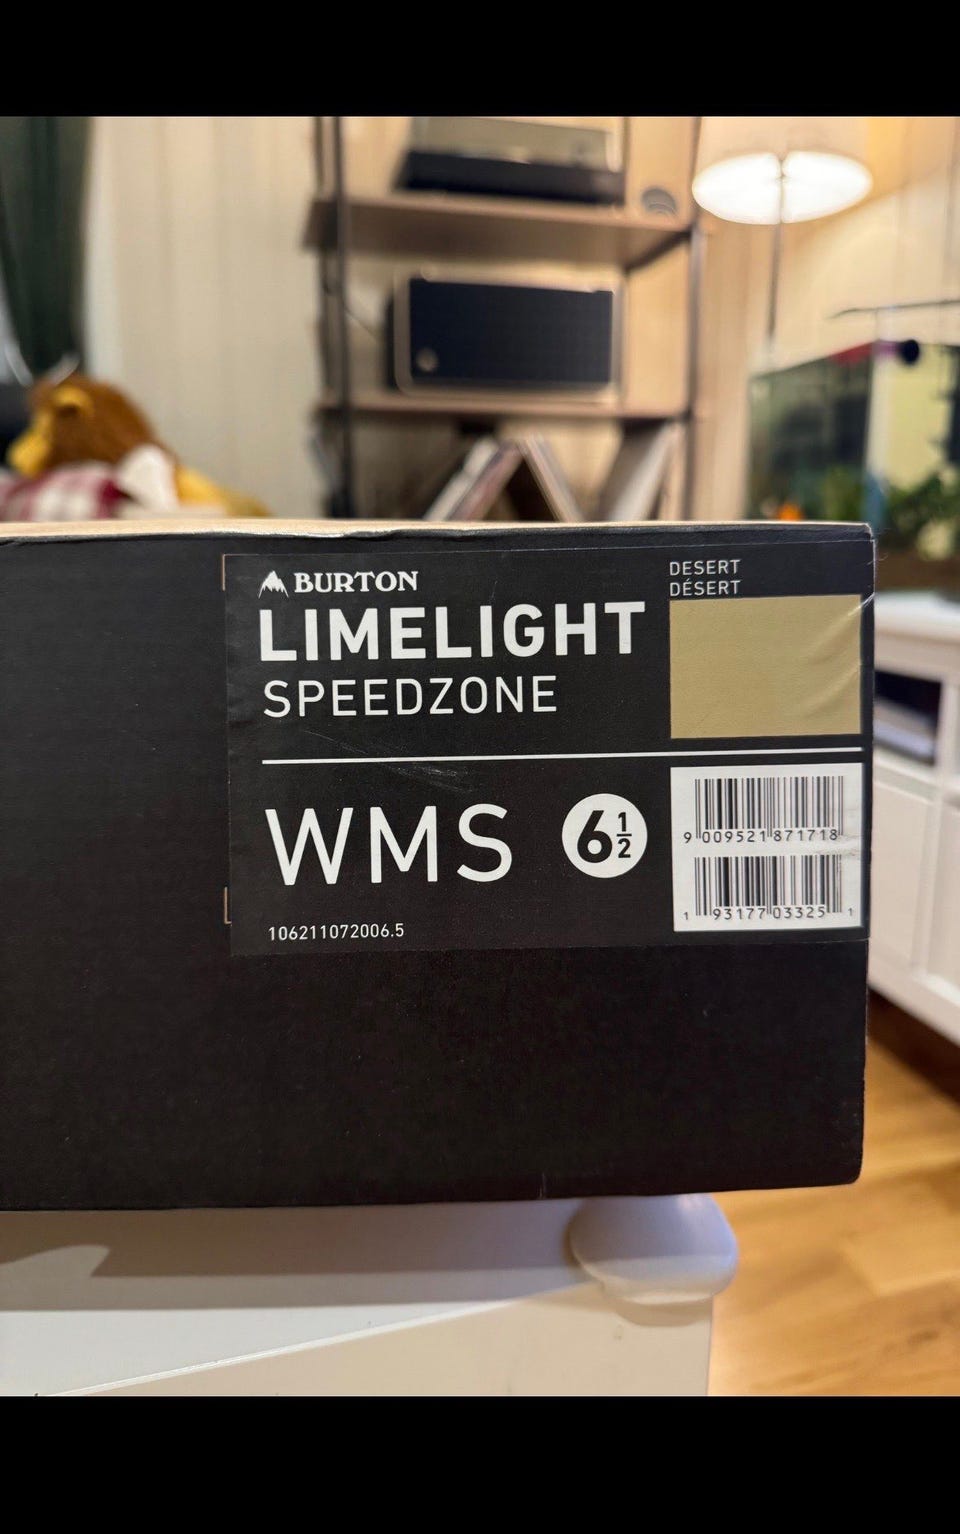 BURTON
LIMELIGHT
SPEEDZONE
DESERT
DÉSERT
WMS 6½
9 009521 871718
1 93177 03325 1
106211072006.5